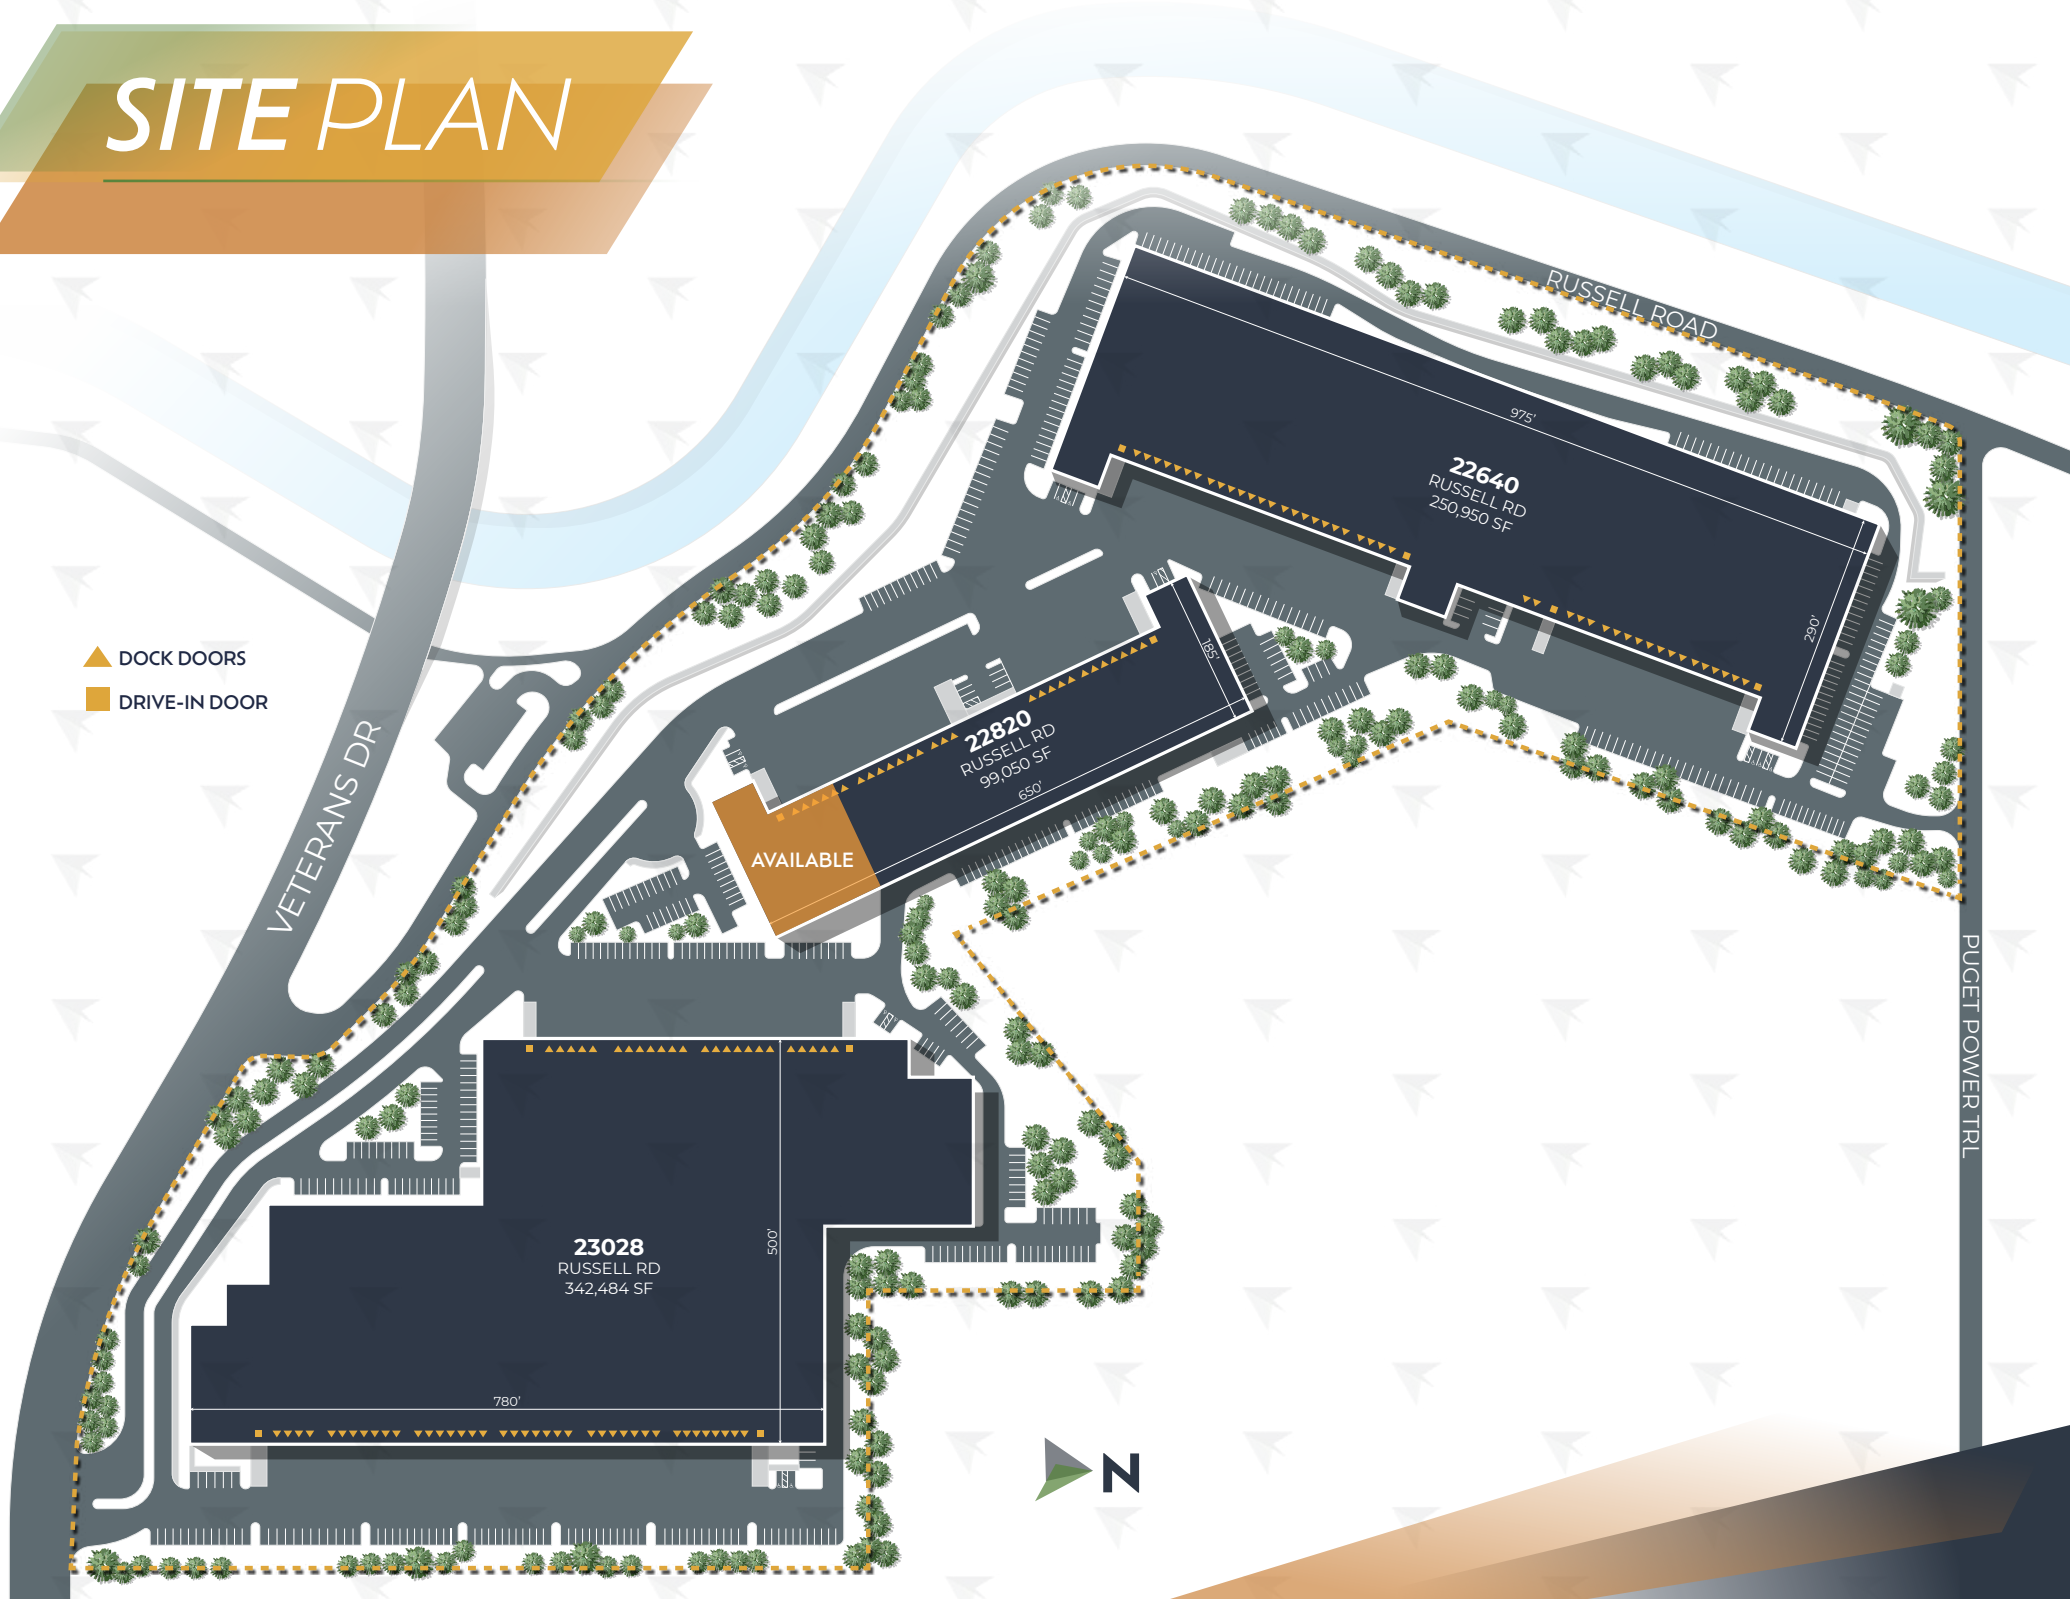 SITE PLAN
RUSSELL ROAD
975'
22640
RUSSELL RD
250,950 SF
290'
185'
DOCK DOORS
DRIVE-IN DOOR
22820
RUSSELL RD
99,050 SF
650'
VETERANS DR
AVAILABLE
PUGET POWER TRL
500'
23028
RUSSELL RD
342,484 SF
780'
N